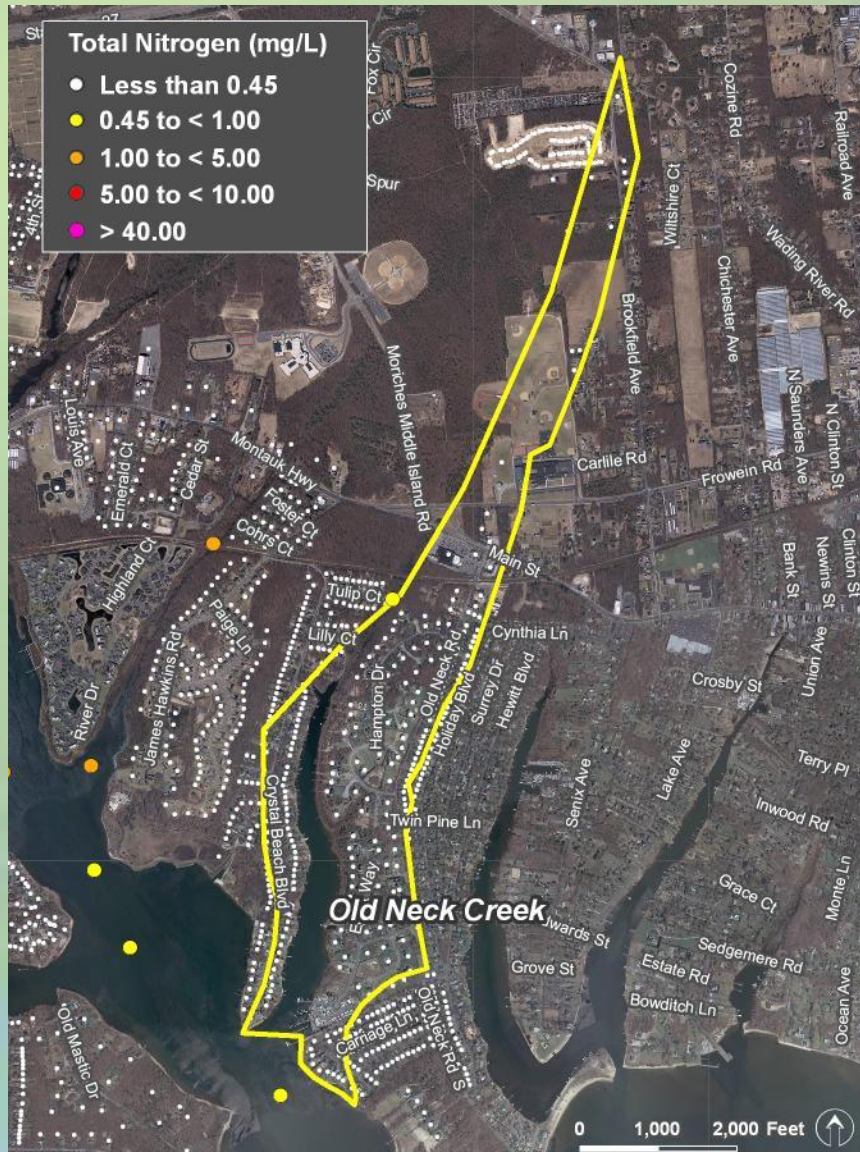 Total Nitrogen (mg/L)
Less than 0.45
0.45 to < 1.00
1.00 to < 5.00
5.00 to < 10.00
> 40.00
27
Fox Cir
Cir
Spur
4th St
Cozine Rd
Railroad Ave
Wiltshire Ct
Wading River Rd
Chichester Ave
Brookfield Ave
Moriches Middle Island Rd
N Saunders Ave
N Clinton St
Louis Ave
Emerald Ct
Cedar St
Montauk Hwy
Foster Ct
Cohrs Ct
Carlile Rd
Frowein Rd
Main St
Highland Ct
Tulip Ct
Lilly Ct
Paige Ln
James Hawkins Rd
River Dr
Hampton Dr
Old Neck Rd
Holiday Blvd
Cynthia Ln
Surrey Dr
Hewitt Blvd
Bank St
Newins St
Clinton St
Union Ave
Crosby St
Terry Pl
Inwood Rd
Lake Ave
Senix Ave
Twin Pine Ln
Crystal Beach Blvd
Way
Monte Ln
Grace Ct
Old Neck Creek
dwards St
Sedgemere Rd
Grove St
Estate Rd
Bowditch Ln
Ocean Ave
Old Mastic Dr
Carriage Ln
Old Neck Rd S
0 1,000 2,000 Feet